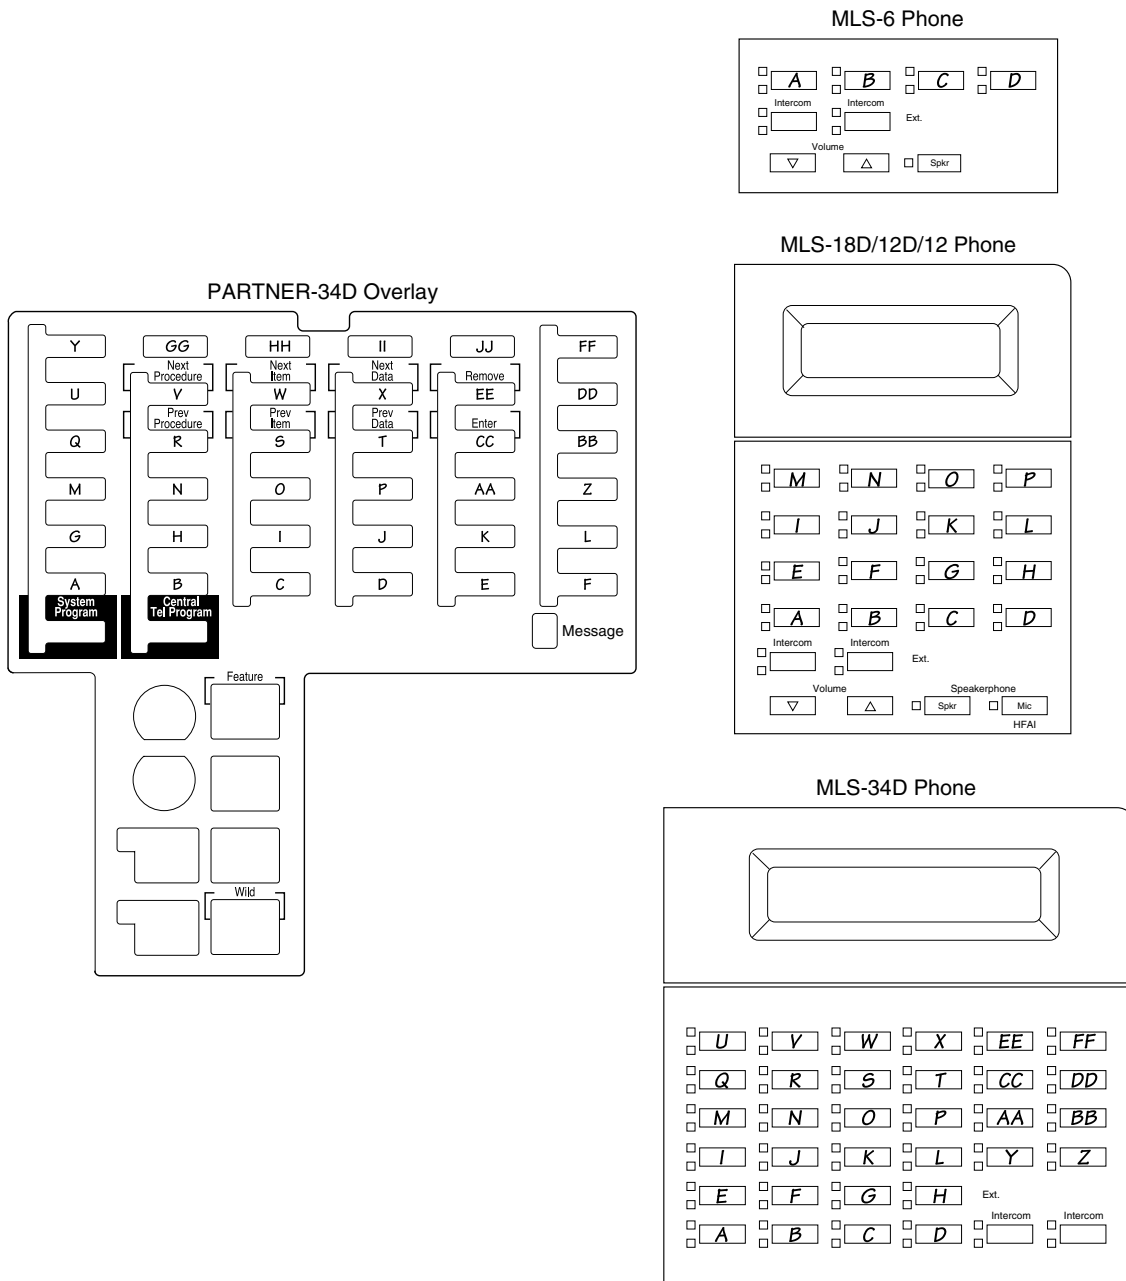 MLS-6 Phone
A B C D
Intercom Intercom
Ext.
Volume
Spkr
MLS-18D/12D/12 Phone
M N O P
I J K L
E F G H
A B C D
Intercom Intercom
Ext.
Volume Speakerphone
Spkr Mic
HFAI
PARTNER-34D Overlay
Y GG HH II JJ FF
Next Procedure Next Item Next Data Remove
U V W X EE DD
Prev Procedure Prev Item Prev Data Enter
Q R S T CC BB
M N O P AA Z
G H I J K L
A B C D E F
System Program Central Tel Program
Message
Feature
Wild
MLS-34D Phone
U V W X EE FF
Q R S T CC DD
M N O P AA BB
I J K L Y Z
E F G H Ext.
Intercom Intercom
A B C D